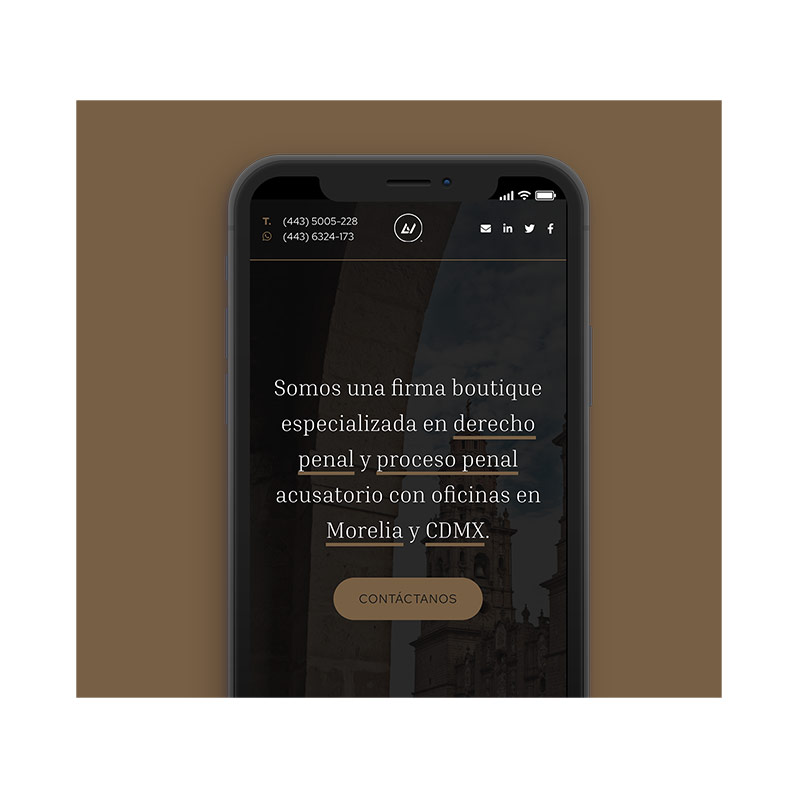 T. (443) 5005-228
(443) 6324-173
Somos una firma boutique
especializada en derecho
penal y proceso penal
acusatorio con oficinas en
Morelia y CDMX.
CONTÁCTANOS